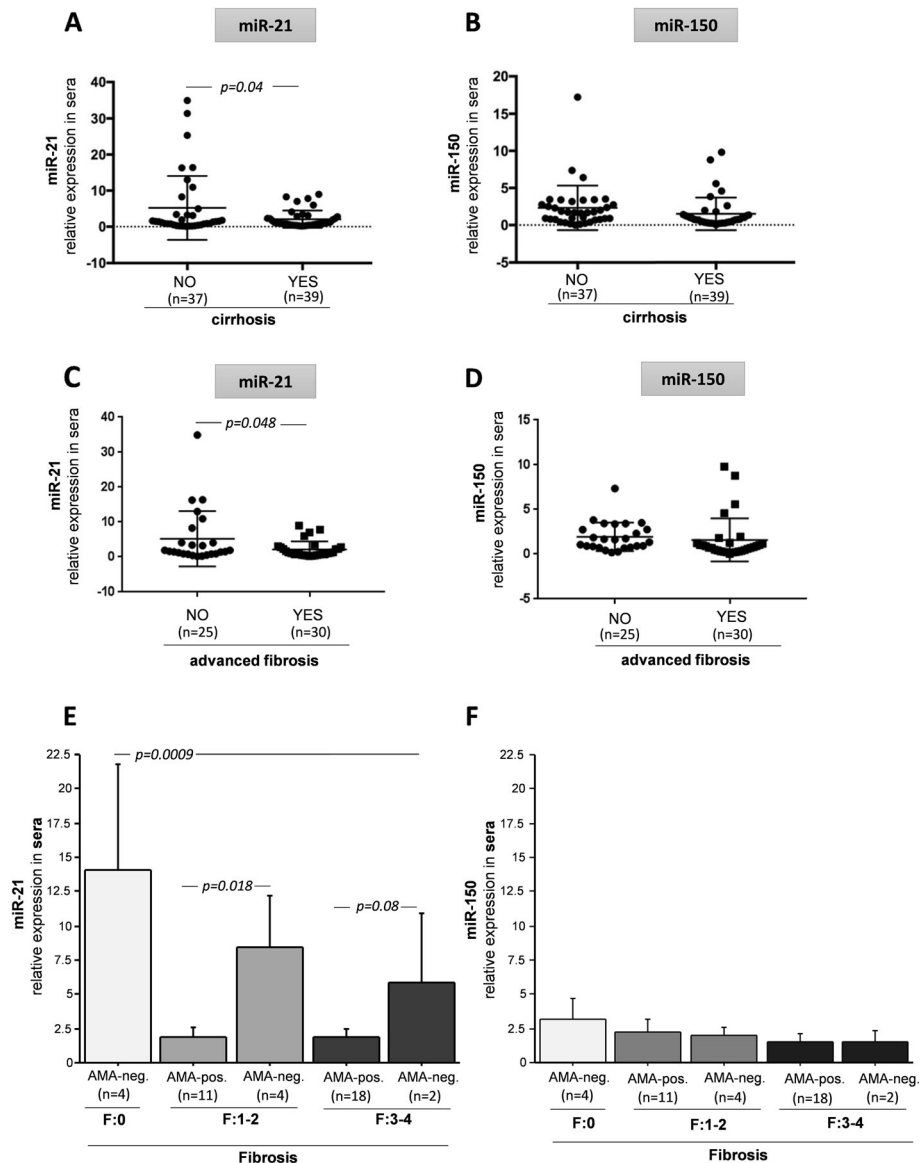 A
miR-21
miR-21
relative expression in sera
40
30
20
10
0
-10
p=0.04
NO
YES
(n=37)
(n=39)
cirrhosis
B
miR-150
miR-150
relative expression in sera
20
15
10
5
0
-5
NO
YES
(n=37)
(n=39)
cirrhosis
C
miR-21
miR-21
relative expression in sera
40
30
20
10
0
-10
p=0.048
NO
YES
(n=25)
(n=30)
advanced fibrosis
D
miR-150
miR-150
relative expression in sera
15
10
5
0
-5
NO
YES
(n=25)
(n=30)
advanced fibrosis
E
miR-21
relative expression in sera
22.5
20
17.5
15
12.5
10
7.5
5
2.5
0
p=0.0009
p=0.018
p=0.08
AMA-neg. AMA-pos. AMA-neg. AMA-pos. AMA-neg.
(n=4) (n=11) (n=4) (n=18) (n=2)
F:0 F:1-2 F:3-4
Fibrosis
F
miR-150
relative expression in sera
22.5
20
17.5
15
12.5
10
7.5
5
2.5
0
AMA-neg. AMA-pos. AMA-neg. AMA-pos. AMA-neg.
(n=4) (n=11) (n=4) (n=18) (n=2)
F:0 F:1-2 F:3-4
Fibrosis